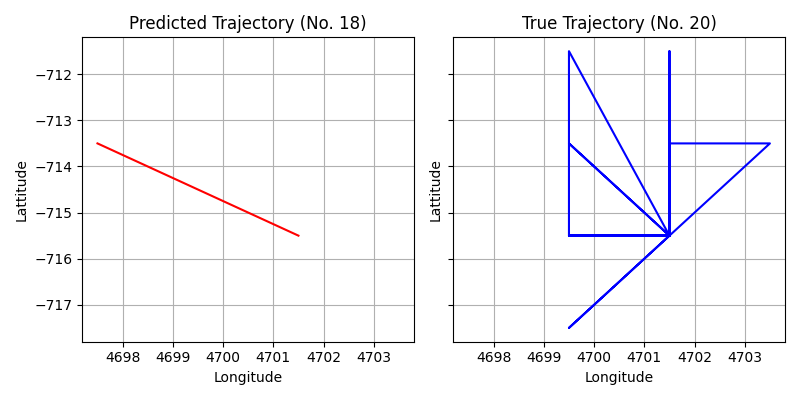 Predicted Trajectory (No. 18)
True Trajectory (No. 20)
Lattitude
−712
−713
−714
−715
−716
−717
4698 4699 4700 4701 4702 4703
Longitude
Lattitude
4698 4699 4700 4701 4702 4703
Longitude